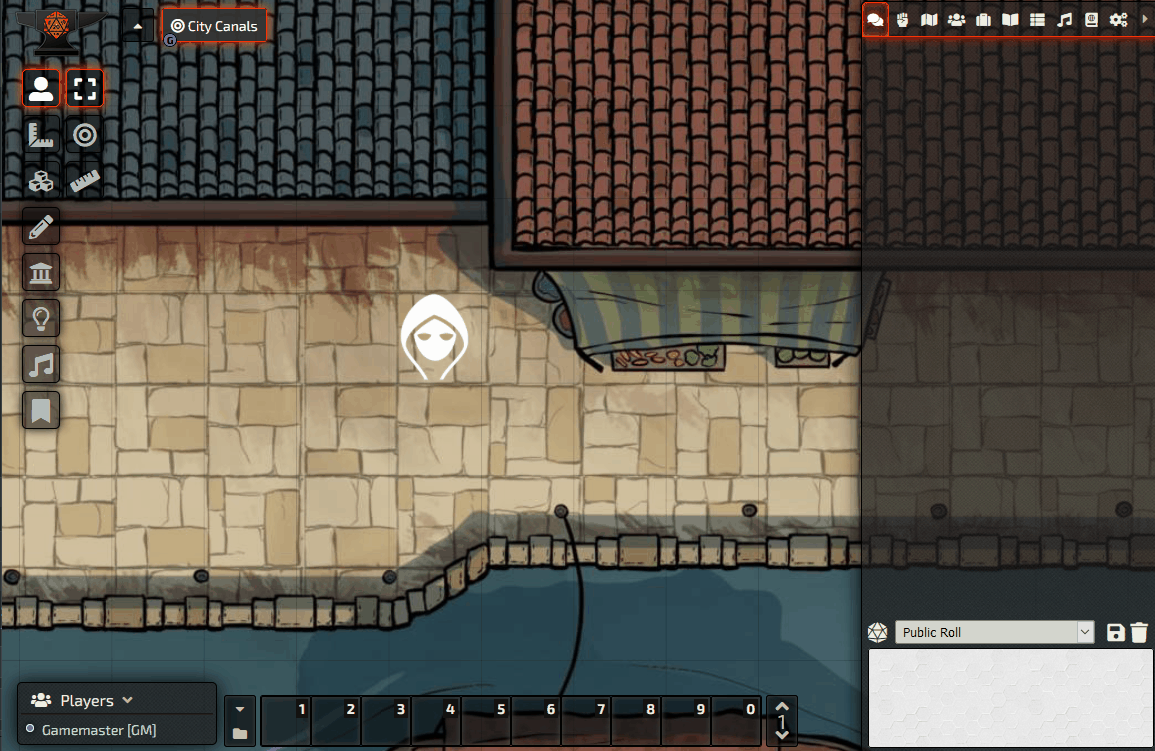 City Canals
G
Public Roll
Players
Gamemaster [GM]
1 2 3 4 5 6 7 8 9 0
1